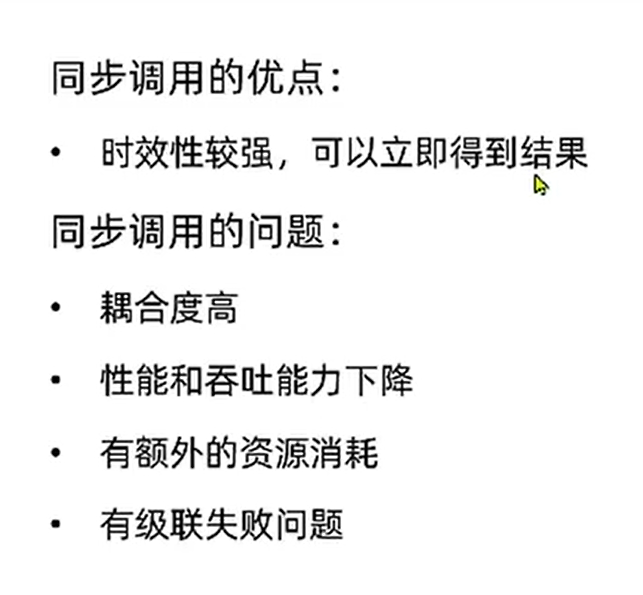 同步调用的优点：
• 时效性较强，可以立即得到结果
同步调用的问题：
• 耦合度高
• 性能和吞吐能力下降
• 有额外的资源消耗
• 有级联失败问题